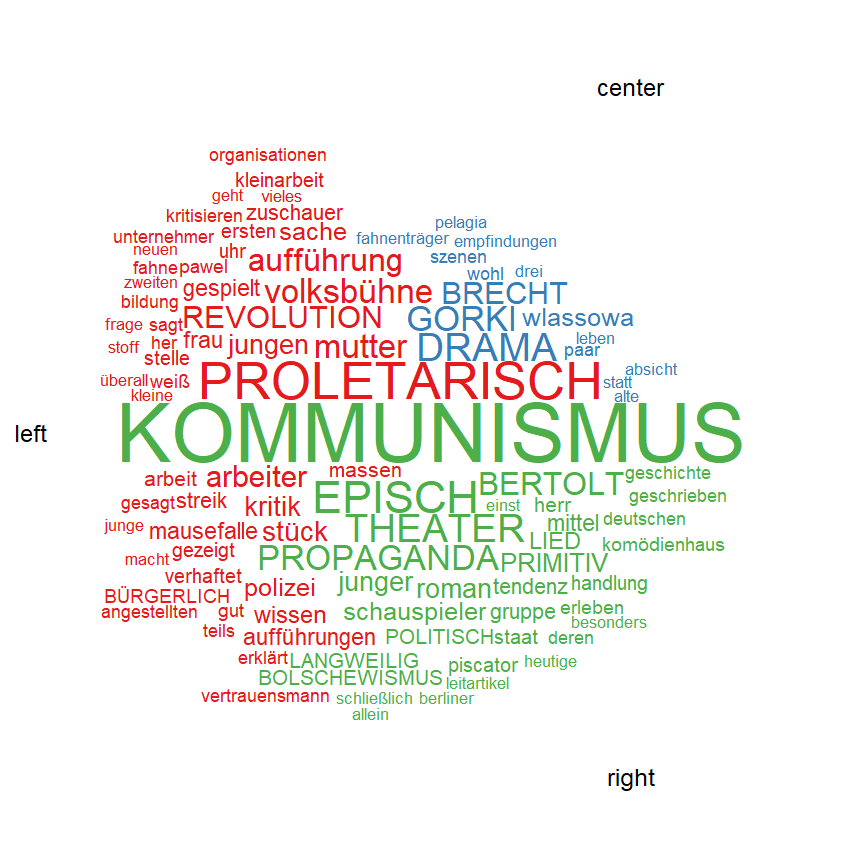 center
organisationen
kleinarbeit
geht vieles
kritisieren zuschauer
pelagia
unternehmer ersten sache fahnenträger empfindungen
neuen uhr aufführung szenen
fahne pawel wohl drei
zweiten gespielt volksbühne BRECHT
bildung
frage sagt REVOLUTION GORKI wlassowa
her frau jungen mutter DRAMA leben
stoff stelle paar
überall weiß PROLETARISCH absicht
statt
kleine alte
KOMMUNISMUS
left
arbeit arbeiter massen geschichte
gesagt streik kritik EPISCH BERTOLT geschrieben
einst herr
junge mausefalle stück THEATER mittel deutschen
LIED komödienhaus
macht gezeigt PROPAGANDA PRIMITIV
verhaftet junger
BÜRGERLICH polizei roman tendenz handlung
angestellten gut wissen schauspieler gruppe erleben
besonders
teils aufführungen POLITISCH staat deren
erklärt LANGWEILIG piscator heutige
BOLSCHEWISMUS leitartikel
vertrauensmann schließlich berliner
allein
right